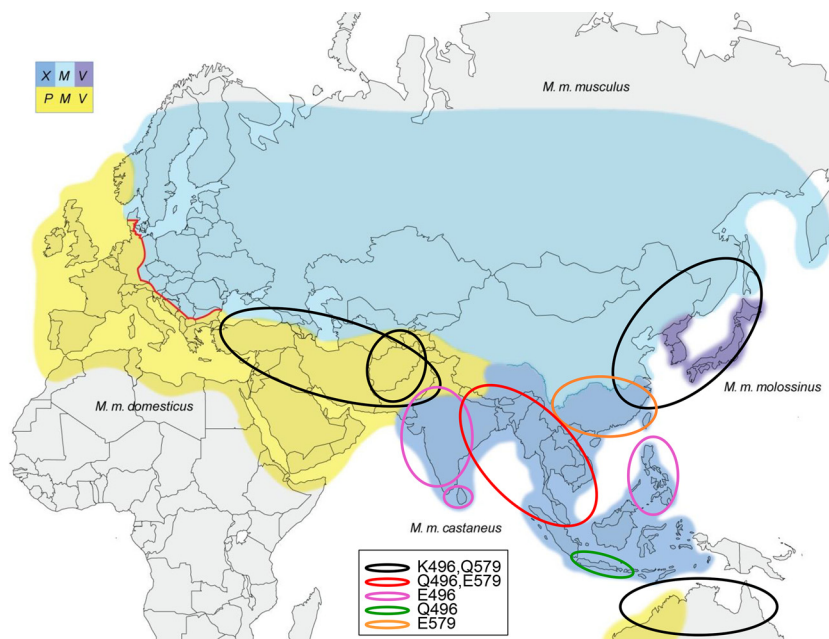 M. m. musculus
X M V
P M V
M. m. molossinus
M. m. domesticus
M. m. castaneus
K496,Q579
Q496,E579
E496
Q496
E579